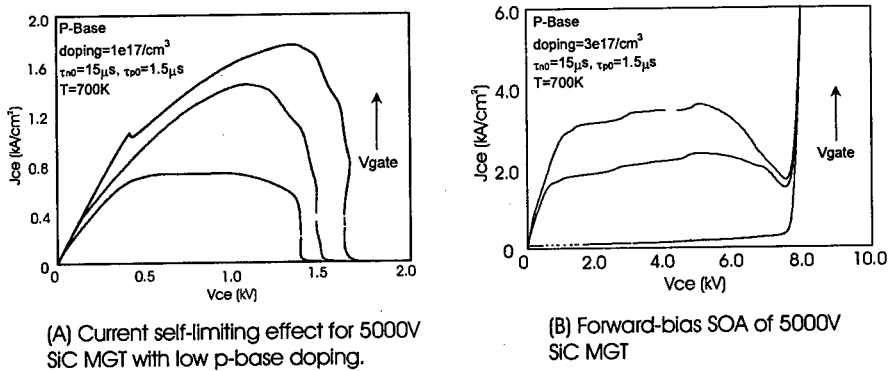 2.0
1.6
1.2
0.8
0.4
0
Jce (kA/cm²)
P-Base
doping=1e17/cm³
τn0=15μs, τp0=1.5μs
T=700K
Vgate
0
0.5
1.0
1.5
2.0
Vce (kV)
(A) Current self-limiting effect for 5000V
SiC MGT with low p-base doping.
6.0
4.0
2.0
0
Jce (kA/cm²)
P-Base
doping=3e17/cm³
τn0=15μs, τp0=1.5μs
T=700K
Vgate
0
2.0
4.0
6.0
8.0
10.0
Vce (kV)
(B) Forward-bias SOA of 5000V
SiC MGT